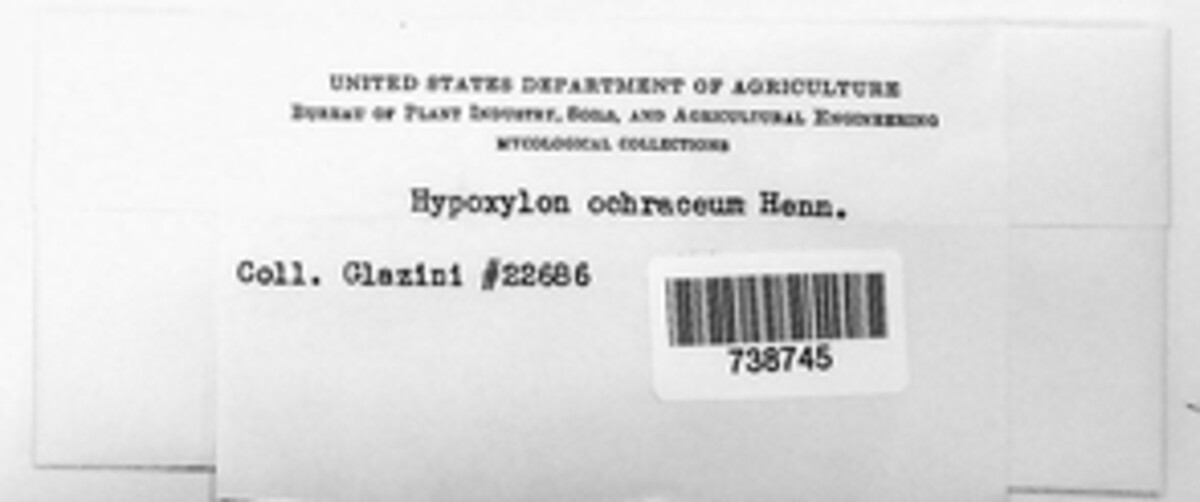 UNITED STATES DEPARTMENT OF AGRICULTURE
BUREAU OF PLANT INDUSTRY, SOILS, AND AGRICULTURAL ENGINEERING
MYCOLOGICAL COLLECTIONS
Hypoxylon ochraceum Henn.
Coll. Glazini #22686
738745